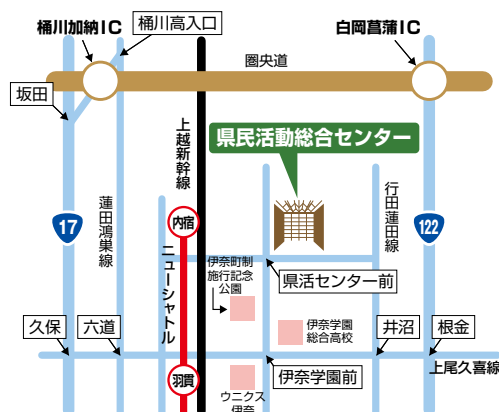 桶川加納IC
桶川高入口
白岡菖蒲IC
圏央道
坂田
上越新幹線
県民活動総合センター
蓮田鴻巣線
行田蓮田線
17
122
内宿
ニューシャトル
伊奈町制
施行記念
公園
県活センター前
久保
六道
伊奈学園
総合高校
井沼
根金
上尾久喜線
羽貫
ウニクス
伊奈
伊奈学園前